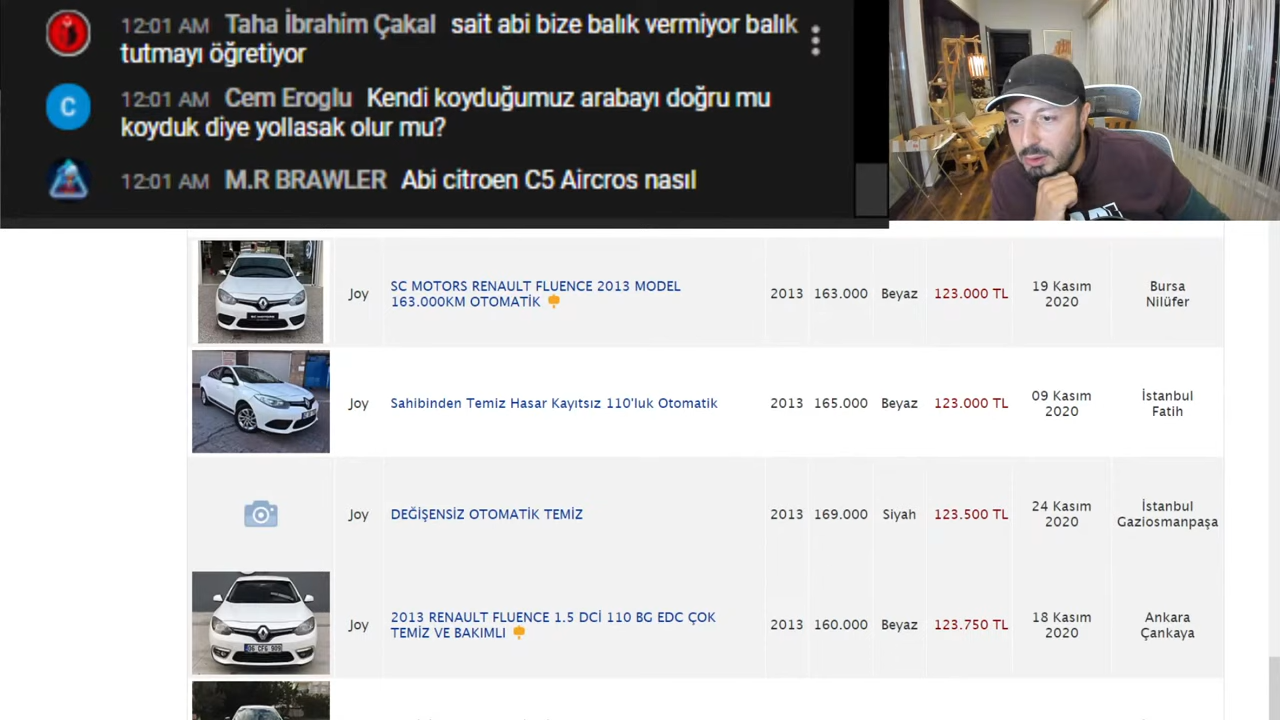 12:01 AM Taha İbrahim Çakal sait abi bize balık vermiyor balık
tutmayı öğretiyor
C
12:01 AM Cem Eroglu Kendi koyduğumuz arabayı doğru mu
koyduk diye yollasak olur mu?
12:01 AM M.R BRAWLER Abi citroen C5 Aircros nasıl
Joy
SC MOTORS RENAULT FLUENCE 2013 MODEL
163.000KM OTOMATİK
2013
163.000
Beyaz
123.000 TL
19 Kasım
2020
Bursa
Nilüfer
Joy
Sahibinden Temiz Hasar Kayıtsız 110'luk Otomatik
2013
165.000
Beyaz
123.000 TL
09 Kasım
2020
İstanbul
Fatih
Joy
DEĞİŞENSİZ OTOMATİK TEMİZ
2013
169.000
Siyah
123.500 TL
24 Kasım
2020
İstanbul
Gaziosmanpaşa
Joy
2013 RENAULT FLUENCE 1.5 DCİ 110 BG EDC ÇOK
TEMİZ VE BAKIMLI
2013
160.000
Beyaz
123.750 TL
18 Kasım
2020
Ankara
Çankaya